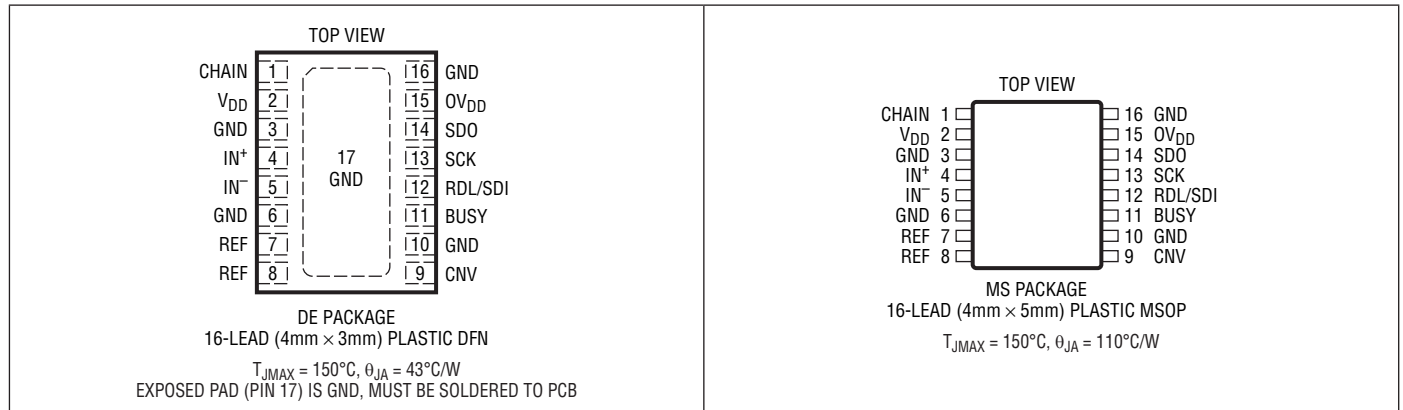 TOP VIEW
CHAIN 1
16 GND
VDD 2
15 OVDD
GND 3
14 SDO
IN+ 4
13 SCK
IN– 5
12 RDL/SDI
GND 6
11 BUSY
REF 7
10 GND
REF 8
9 CNV
17
GND
DE PACKAGE
16-LEAD (4mm × 3mm) PLASTIC DFN
TJMAX = 150°C, θJA = 43°C/W
EXPOSED PAD (PIN 17) IS GND, MUST BE SOLDERED TO PCB
TOP VIEW
CHAIN 1
16 GND
VDD 2
15 OVDD
GND 3
14 SDO
IN+ 4
13 SCK
IN– 5
12 RDL/SDI
GND 6
11 BUSY
REF 7
10 GND
REF 8
9 CNV
MS PACKAGE
16-LEAD (4mm × 5mm) PLASTIC MSOP
TJMAX = 150°C, θJA = 110°C/W